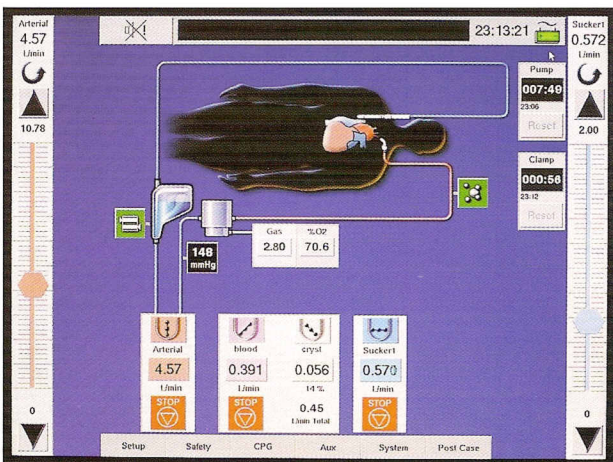 Arterial
4.57
L/min
10.78
0
!
23:13:21
Sucker1
0.572
L/min
2.00
0
Pump
007:49
23:06
Reset
Clamp
000:56
23:12
Reset
Gas
2.80
%O2
70.6
148
mmHg
Arterial
4.57
L/min
STOP
blood
0.391
L/min
STOP
cryst
0.056
14 %
0.45
L/min Total
Sucker1
0.570
L/min
STOP
Setup Safety CPG Aux System Post Case